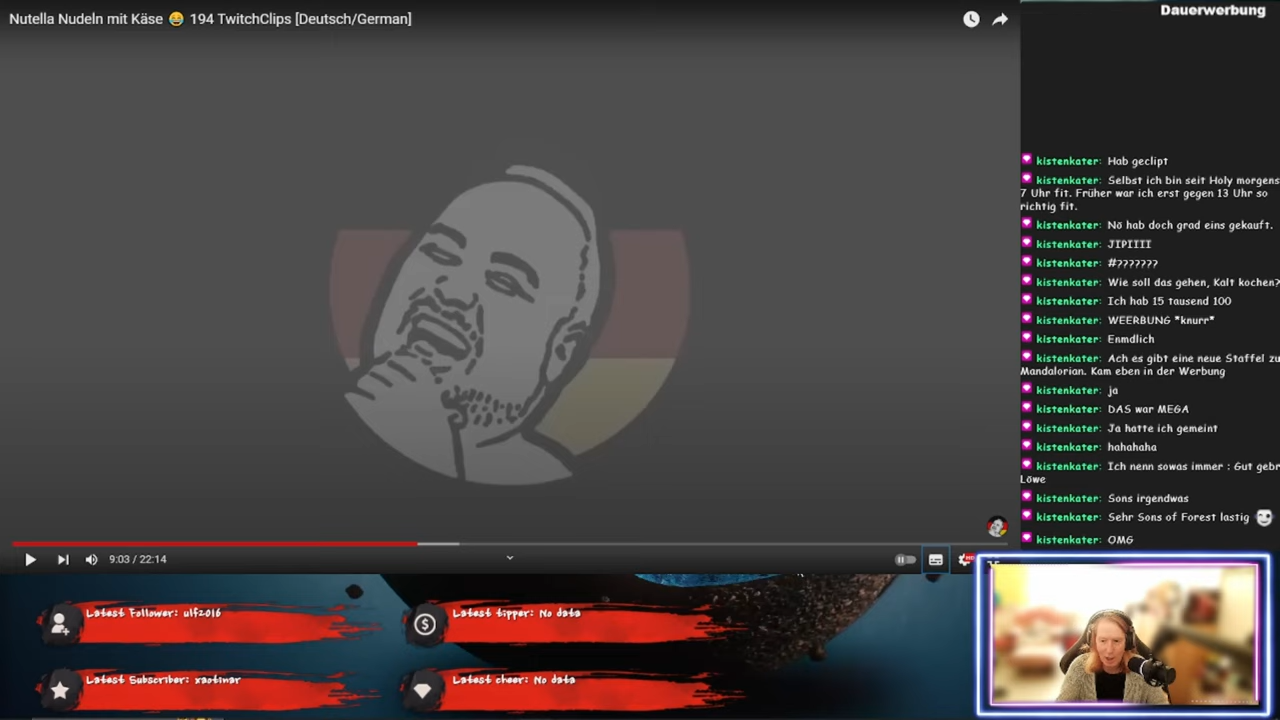 Nutella Nudeln mit Käse 😂 194 TwitchClips [Deutsch/German]
Dauerwerbung
kistenkater: Hab geclipt
kistenkater: Selbst ich bin seit Holy morgens
7 Uhr fit. Früher war ich erst gegen 13 Uhr so
richtig fit.
kistenkater: Nö hab doch grad eins gekauft.
kistenkater: JIPIIII
kistenkater: #???????
kistenkater: Wie soll das gehen, Kalt kochen?
kistenkater: Ich hab 15 tausend 100
kistenkater: WEERBUNG *knurr*
kistenkater: Enmdlich
kistenkater: Ach es gibt eine neue Staffel zu
Mandalorian. Kam eben in der Werbung
kistenkater: ja
kistenkater: DAS war MEGA
kistenkater: Ja hatte ich gemeint
kistenkater: hahahaha
kistenkater: Ich nenn sowas immer : Gut gebr
Löwe
kistenkater: Sons irgendwas
kistenkater: Sehr Sons of Forest lastig
kistenkater: OMG
9:03 / 22:14
Latest Follower: ulf2016
Latest tipper: No data
Latest Subscriber: xaotinar
Latest cheer: No data